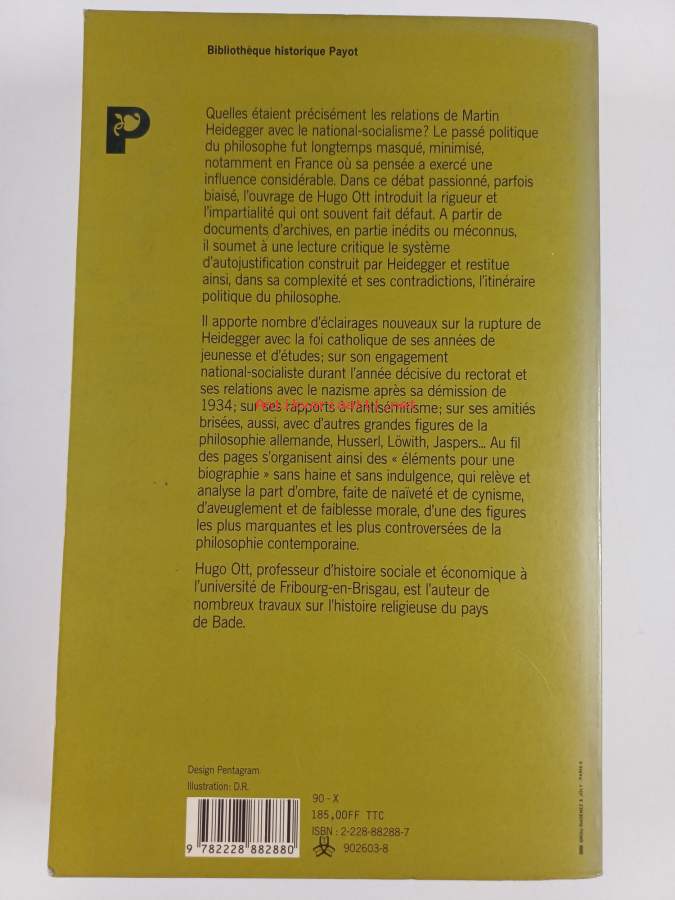 Bibliothèque historique Payot
P
Quelles étaient précisément les relations de Martin
Heidegger avec le national-socialisme? Le passé politique
du philosophe fut longtemps masqué, minimisé,
notamment en France où sa pensée a exercé une
influence considérable. Dans ce débat passionné, parfois
biaisé, l'ouvrage de Hugo Ott introduit la rigueur et
l'impartialité qui ont souvent fait défaut. A partir de
documents d'archives, en partie inédits ou méconnus,
il soumet à une lecture critique le système
d'autojustification construit par Heidegger et restitue
ainsi, dans sa complexité et ses contradictions, l'itinéraire
politique du philosophe.
Il apporte nombre d'éclairages nouveaux sur la rupture de
Heidegger avec la foi catholique de ses années de
jeunesse et d'études; sur son engagement
national-socialiste durant l'année décisive du rectorat et
ses relations avec le nazisme après sa démission de
1934; sur ses rapports à l'antisémitisme; sur ses amitiés
brisées, aussi, avec d'autres grandes figures de la
philosophie allemande, Husserl, Löwith, Jaspers... Au fil
des pages s'organisent ainsi des « éléments pour une
biographie » sans haine et sans indulgence, qui relève et
analyse la part d'ombre, faite de naïveté et de cynisme,
d'aveuglement et de faiblesse morale, d'une des figures
les plus marquantes et les plus controversées de la
philosophie contemporaine.
Hugo Ott, professeur d'histoire sociale et économique à
l'université de Fribourg-en-Brisgau, est l'auteur de
nombreux travaux sur l'histoire religieuse du pays
de Bade.
Design Pentagram
Illustration: D.R.
90 - X
185,00FF TTC
ISBN : 2-228-88288-7
902603-8
9 782228 882880